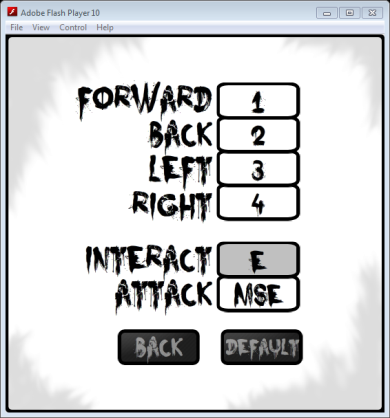 Adobe Flash Player 10
File View Control Help
FORWARD 1
BACK 2
LEFT 3
RIGHT 4
INTERACT E
ATTACK MSE
BACK DEFAULT